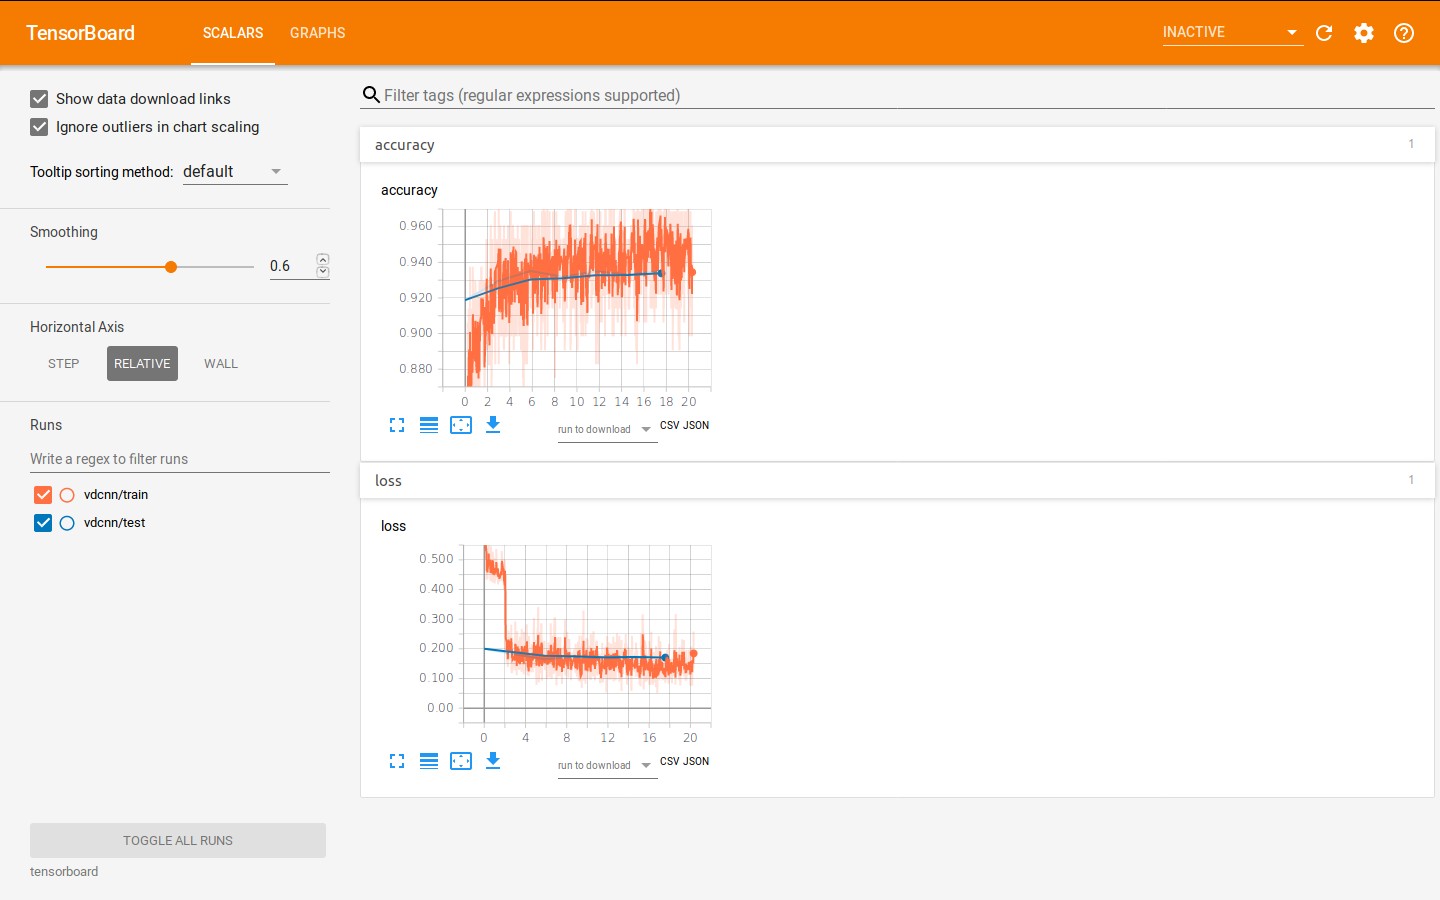 TensorBoard SCALARS GRAPHS INACTIVE
Show data download links
Ignore outliers in chart scaling
Tooltip sorting method: default
Smoothing
0.6
Horizontal Axis
STEP RELATIVE WALL
Runs
Write a regex to filter runs
vdcnn/train
vdcnn/test
TOGGLE ALL RUNS
tensorboard
Filter tags (regular expressions supported)
accuracy 1
accuracy
0.960
0.940
0.920
0.900
0.880
0 2 4 6 8 10 12 14 16 18 20
run to download CSV JSON
loss 1
loss
0.500
0.400
0.300
0.200
0.100
0.00
0 4 8 12 16 20
run to download CSV JSON